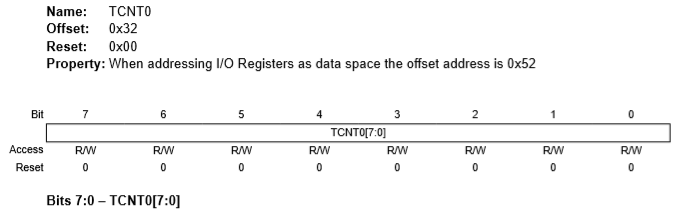 Name: TCNT0
Offset: 0x32
Reset: 0x00
Property: When addressing I/O Registers as data space the offset address is 0x52
Bit 7 6 5 4 3 2 1 0
TCNT0[7:0]
Access R/W R/W R/W R/W R/W R/W R/W R/W
Reset 0 0 0 0 0 0 0 0
Bits 7:0 – TCNT0[7:0]